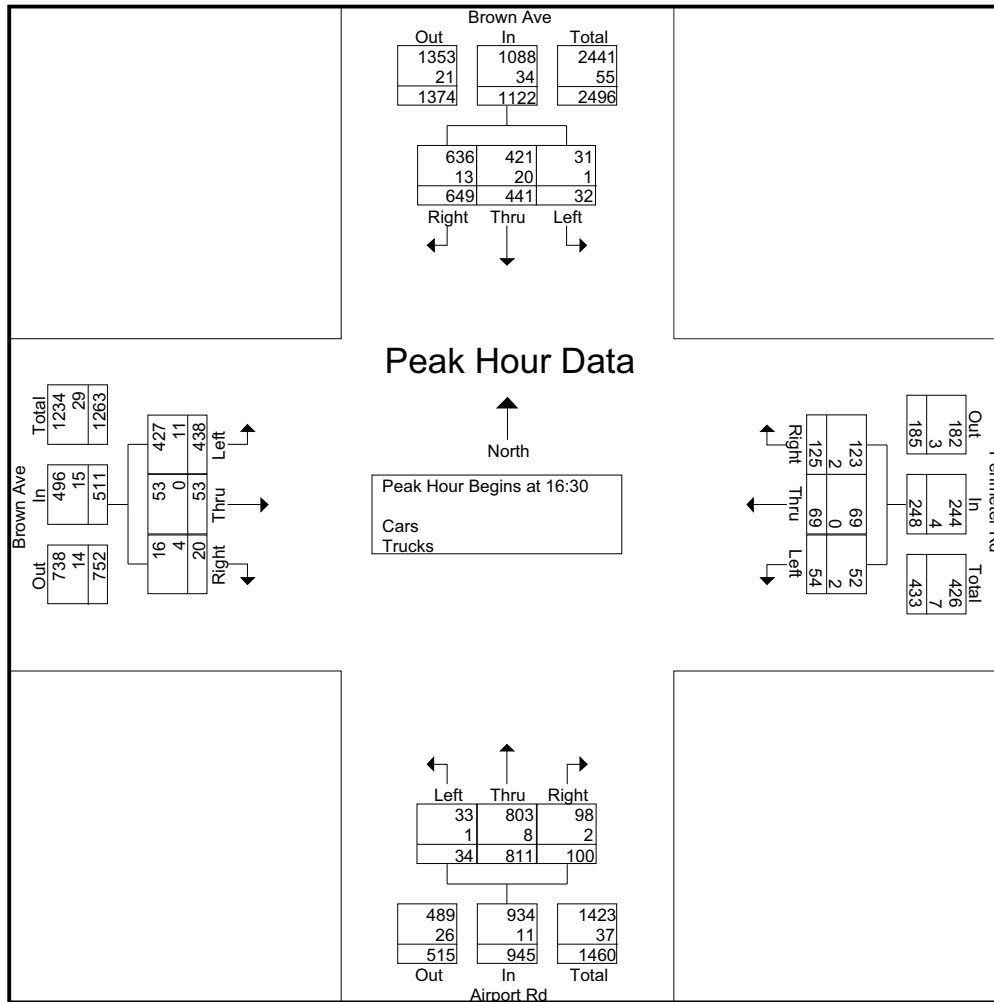 Brown Ave
Out In Total
1353 1088 2441
21 34 55
1374 1122 2496
636 421 31
13 20 1
649 441 32
Right Thru Left
Peak Hour Data
North
Peak Hour Begins at 16:30
Cars
Trucks
Brown Ave
Out In Total
738 496 1234
14 15 29
752 511 1263
Left Thru Right
427 53 16
11 0 4
438 53 20
Right Thru Left
123 69 52
2 0 2
125 69 54
Out In Total
182 244 426
3 4 7
185 248 433
Rd
Left Thru Right
33 803 98
1 8 2
34 811 100
489 934 1423
26 11 37
515 945 1460
Out In Total
Airport Rd